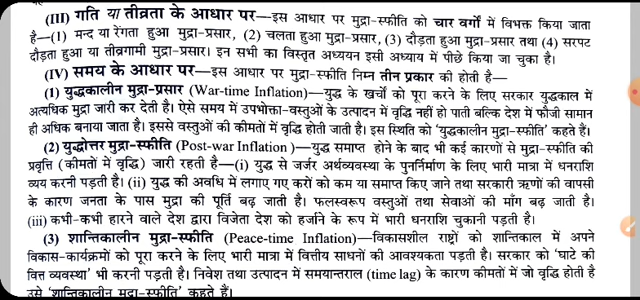 (III) गति या तीव्रता के आधार पर—इस आधार पर मुद्रा-स्फीति को चार वर्गो में विभक्त किया जाता
है—(1) मन्द या रेंगता हुआ मुद्रा-प्रसार, (2) चलता हुआ मुद्रा-प्रसार, (3) दौड़ता हुआ मुद्रा-प्रसार तथा (4) सरपट
दौड़ता हुआ या तीव्रगामी मुद्रा-प्रसार। इन सभी का विस्तृत अध्ययन इसी अध्याय में पीछे किया जा चुका है।
(IV) समय के आधार पर—इस आधार पर मुद्रा-स्फीति निम्न तीन प्रकार की होती है—
(1) युद्धकालीन मुद्रा-प्रसार (War-time Inflation)—युद्ध के खर्चों को पूरा करने के लिए सरकार युद्धकाल में
अत्यधिक मुद्रा जारी कर देती है। ऐसे समय में उपभोक्ता-वस्तुओं के उत्पादन में वृद्धि नहीं हो पाती बल्कि देश में फौजी सामान
ही अधिक बनाया जाता है। इससे वस्तुओं की कीमतों में वृद्धि होती जाती है। इस स्थिति को 'युद्धकालीन मुद्रा-स्फीति' कहते हैं।
(2) युद्धोत्तर मुद्रा-स्फीति (Post-war Inflation )—युद्ध समाप्त होने के बाद भी कई कारणों से मुद्रा-स्फीति की
प्रवृत्ति (कीमतों में वृद्धि) जारी रहती है—(i) युद्ध से जर्जर अर्थव्यवस्था के पुनर्निर्माण के लिए भारी मात्रा में धनराशि
व्यय करनी पड़ती है। (ii) युद्ध की अवधि में लगाए गए करों को कम या समाप्त किए जाने तथा सरकारी ऋणों की वापसी
के कारण जनता के पास मुद्रा की पूर्ति बढ़ जाती है। फलस्वरूप वस्तुओं तथा सेवाओं की माँग बढ़ जाती है।
(iii) कभी-कभी हारने वाले देश द्वारा विजेता देश को हर्जाने के रूप में भारी धनराशि चुकानी पड़ती है।
(3) शान्तिकालीन मुद्रा-स्फीति (Peace-time Inflation)—विकासशील राष्ट्रों को शान्तिकाल में अपने
विकास-कार्यक्रमों को पूरा करने के लिए भारी मात्रा में वित्तीय साधनों की आवश्यकता पड़ती है। सरकार को 'घाटे की
वित्त व्यवस्था' भी करनी पड़ती है। निवेश तथा उत्पादन में समयान्तराल (time lag) के कारण कीमतों में जो वृद्धि होती है
उसे 'शान्तिकालीन मुद्रा-स्फीति' कहते हैं।